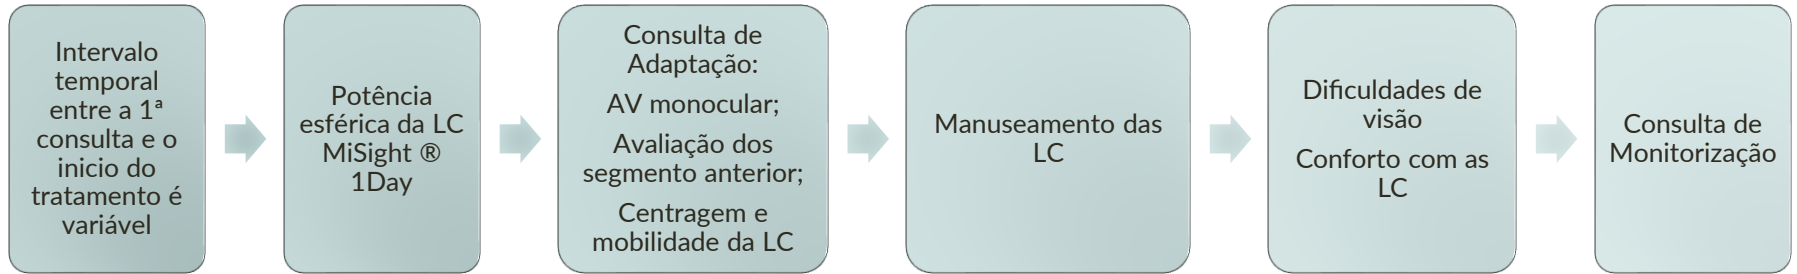 Intervalo
temporal
entre a 1ª
consulta e o
inicio do
tratamento é
variável
Potência
esférica da LC
MiSight ®
1Day
Consulta de
Adaptação:
AV monocular;
Avaliação dos
segmento anterior;
Centragem e
mobilidade da LC
Manuseamento das
LC
Dificuldades de
visão
Conforto com as
LC
Consulta de
Monitorização